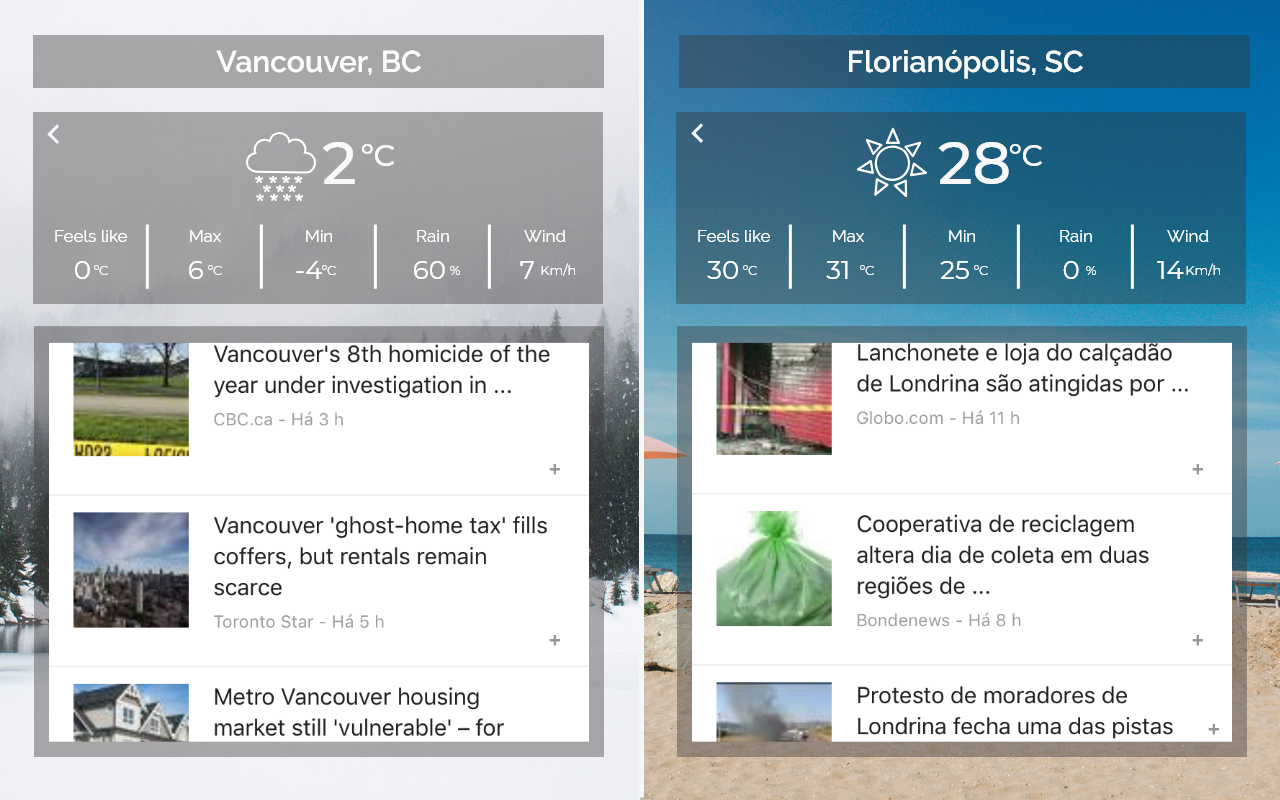 Vancouver, BC
2 °C
Feels like
Max
Min
Rain
Wind
0 °C
6 °C
-4°C
60 %
7 Km/h
Vancouver's 8th homicide of the
year under investigation in ...
CBC.ca - Há 3 h
+
Vancouver 'ghost-home tax' fills
coffers, but rentals remain
scarce
Toronto Star - Há 5 h
+
Metro Vancouver housing
market still 'vulnerable' – for
Florianópolis, SC
28°C
Feels like
Max
Min
Rain
Wind
30 °C
31 °C
25 °C
0 %
14 Km/h
Lanchonete e loja do calçadão
de Londrina são atingidas por ...
Globo.com - Há 11 h
+
Cooperativa de reciclagem
altera dia de coleta em duas
regiões de ...
Bondenews - Há 8 h
+
Protesto de moradores de
Londrina fecha uma das pistas
+